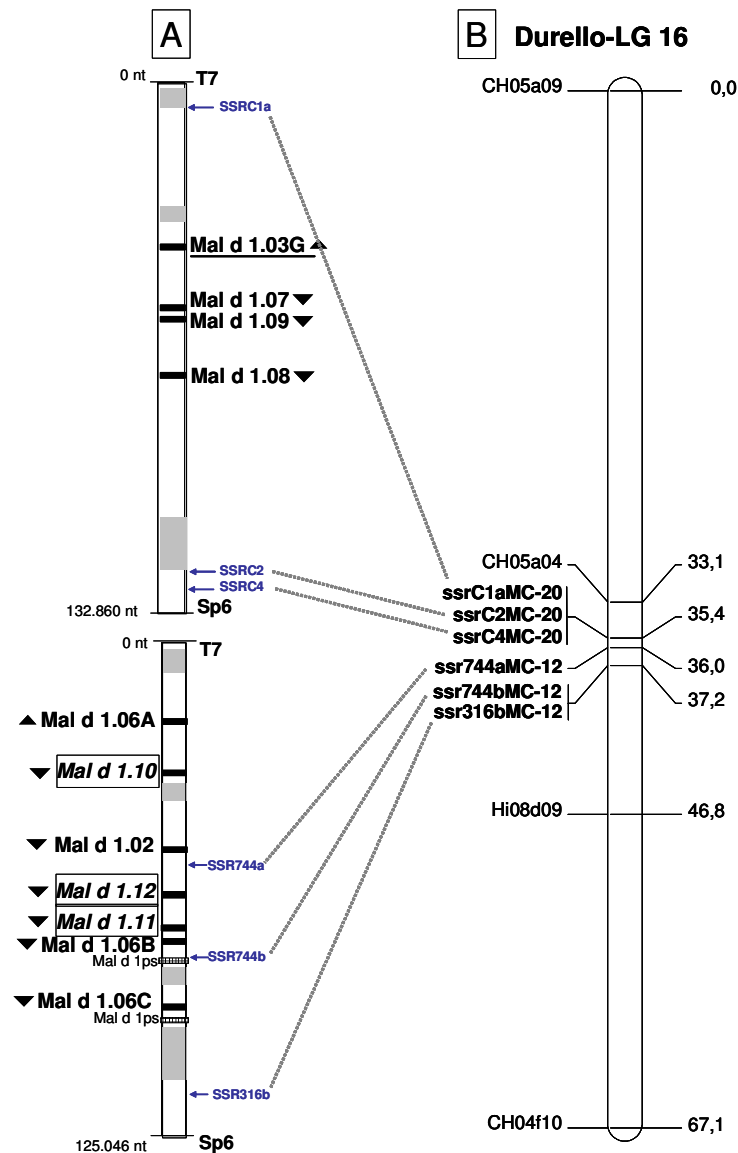 A
B
Durello-LG 16
0 nt
T7
SSRC1a
Mal d 1.03G
Mal d 1.07
Mal d 1.09
Mal d 1.08
SSRC2
SSRC4
132.860 nt
Sp6
0 nt
T7
Mal d 1.06A
Mal d 1.10
Mal d 1.02
SSR744a
Mal d 1.12
Mal d 1.11
Mal d 1.06B
SSR744b
Mal d 1ps
Mal d 1.06C
Mal d 1ps
SSR316b
125.046 nt
Sp6
CH05a09
0,0
CH05a04
33,1
ssrC1aMC-20
ssrC2MC-20
35,4
ssrC4MC-20
ssr744aMC-12
36,0
ssr744bMC-12
37,2
ssr316bMC-12
Hi08d09
46,8
CH04f10
67,1